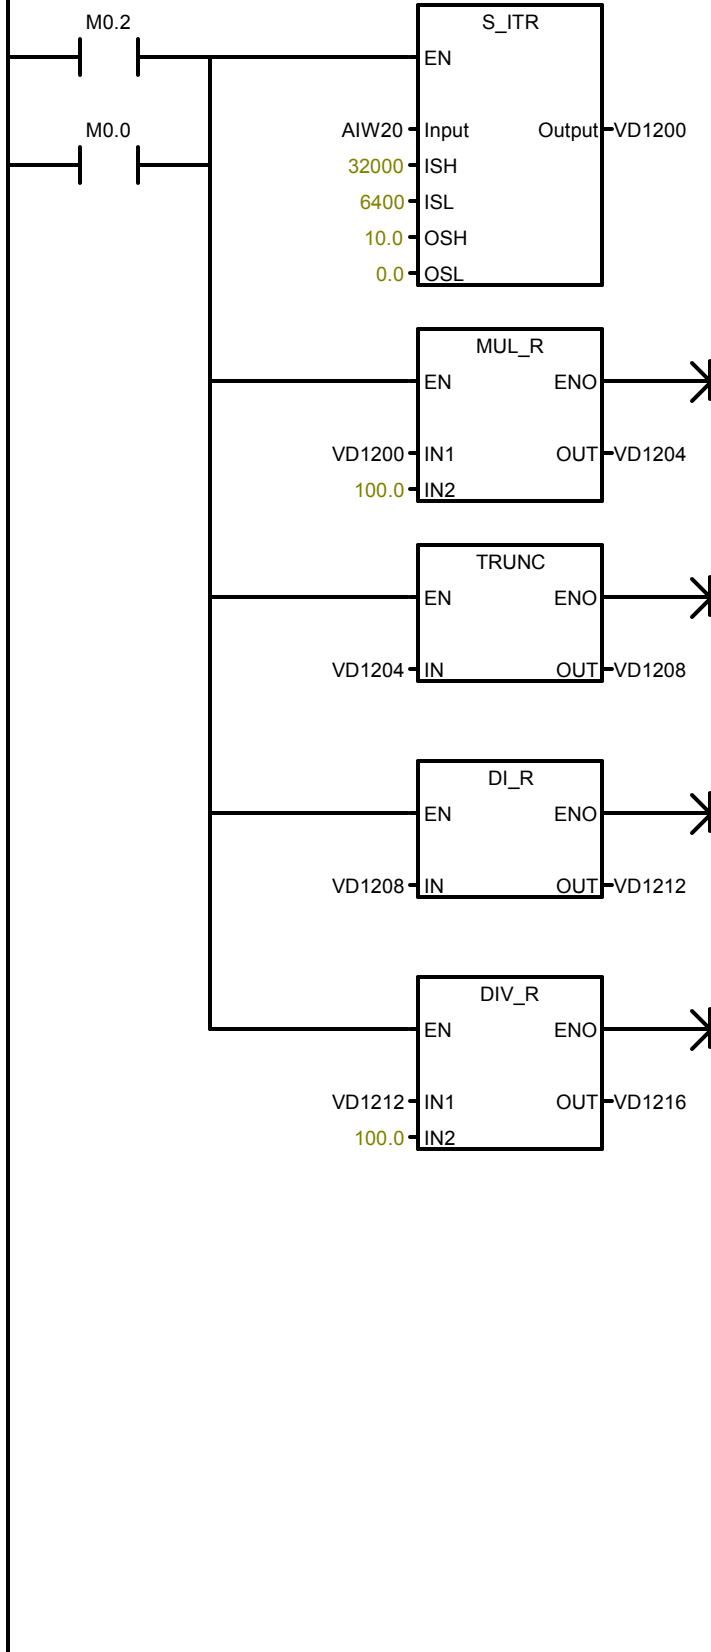 M0.2
S_ITR
EN
M0.0
AIW20 Input Output VD1200
32000 ISH
6400 ISL
10.0 OSH
0.0 OSL
MUL_R
EN ENO
VD1200 IN1 OUT VD1204
100.0 IN2
TRUNC
EN ENO
VD1204 IN OUT VD1208
DI_R
EN ENO
VD1208 IN OUT VD1212
DIV_R
EN ENO
VD1212 IN1 OUT VD1216
100.0 IN2